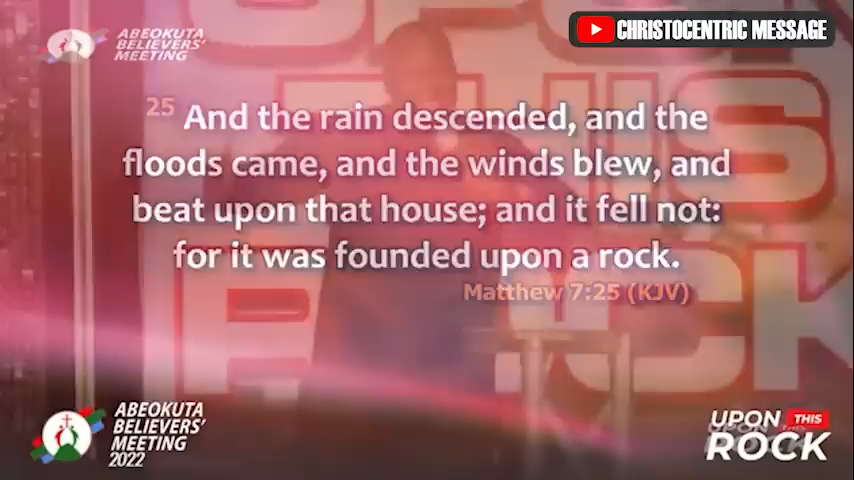 ABEOKUTA
BELIEVERS'
MEETING
CHRISTOCENTRIC MESSAGE
25 And the rain descended, and the
floods came, and the winds blew, and
beat upon that house; and it fell not:
for it was founded upon a rock.
Matthew 7:25 (KJV)
ABEOKUTA
BELIEVERS'
MEETING
2022
UPON THIS
ROCK